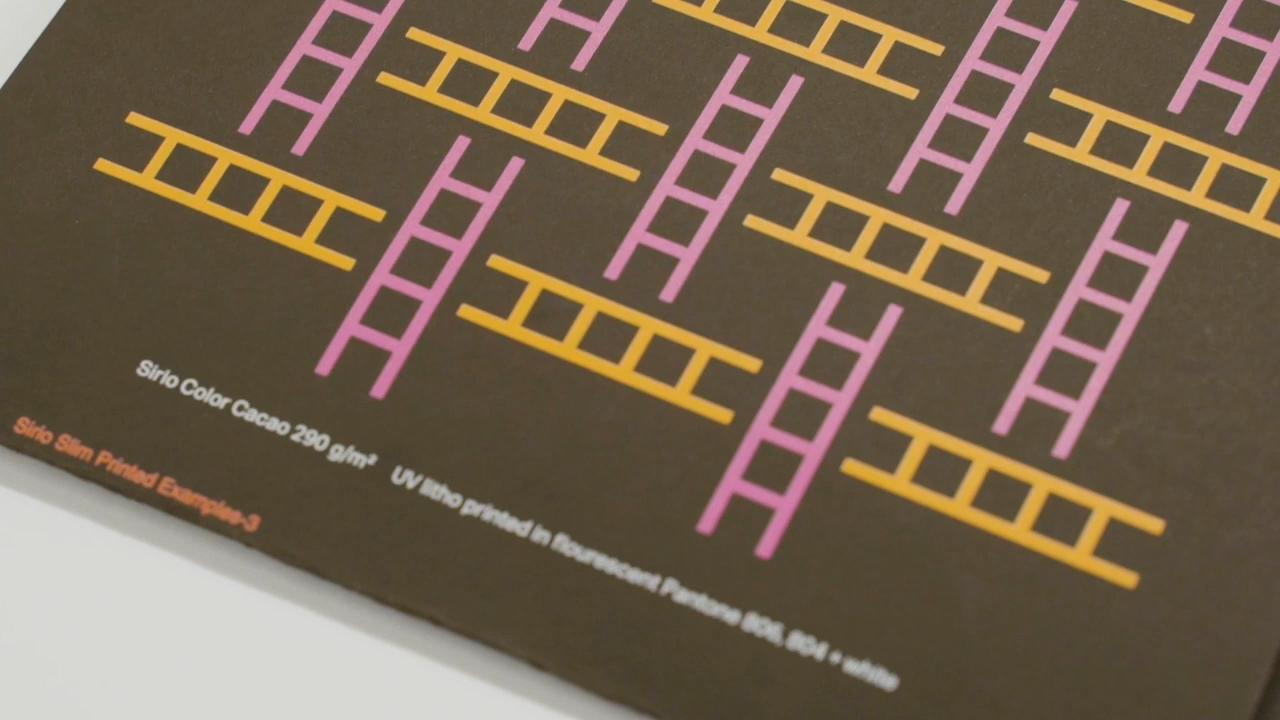 Sirio Color Cacao 290 g/m² UV litho printed in flourescent Pantone 806, 804 + white
Sirio Slim Printed Examples-3